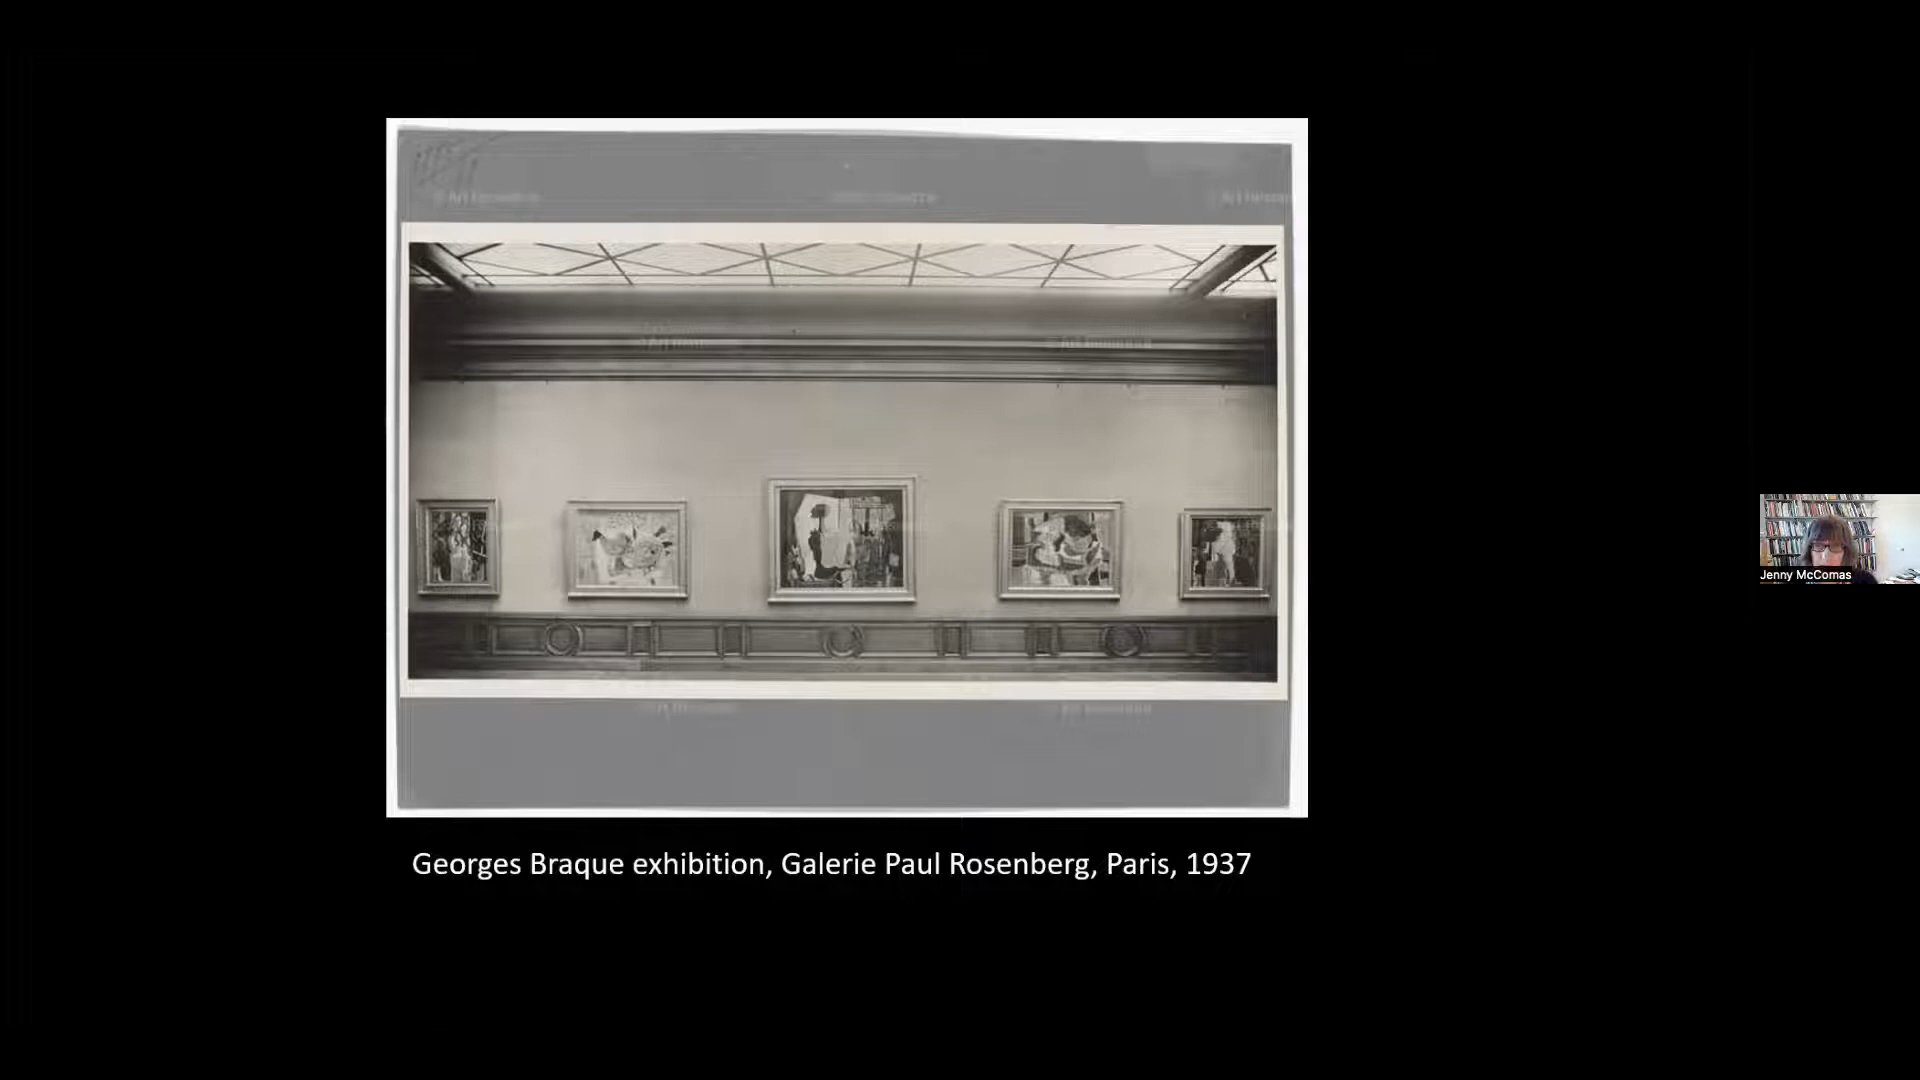 Georges Braque exhibition, Galerie Paul Rosenberg, Paris, 1937
Jenny McComas